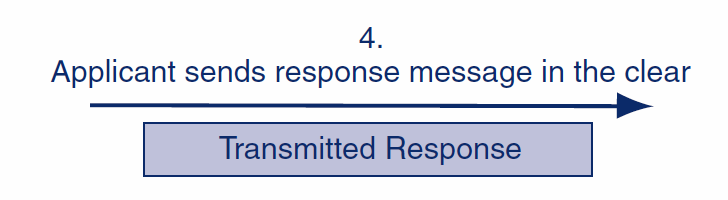 4.
Applicant sends response message in the clear
Transmitted Response